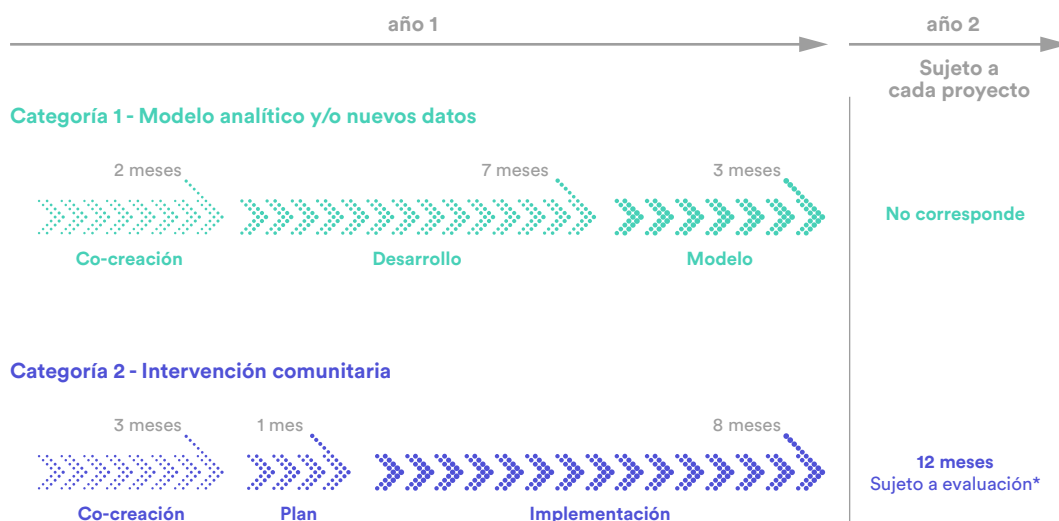 año 1
año 2
Sujeto a
cada proyecto
Categoría 1 - Modelo analítico y/o nuevos datos
2 meses
7 meses
3 meses
No corresponde
Co-creación
Desarrollo
Modelo
Categoría 2 - Intervención comunitaria
3 meses
1 mes
8 meses
12 meses
Sujeto a evaluación*
Co-creación
Plan
Implementación